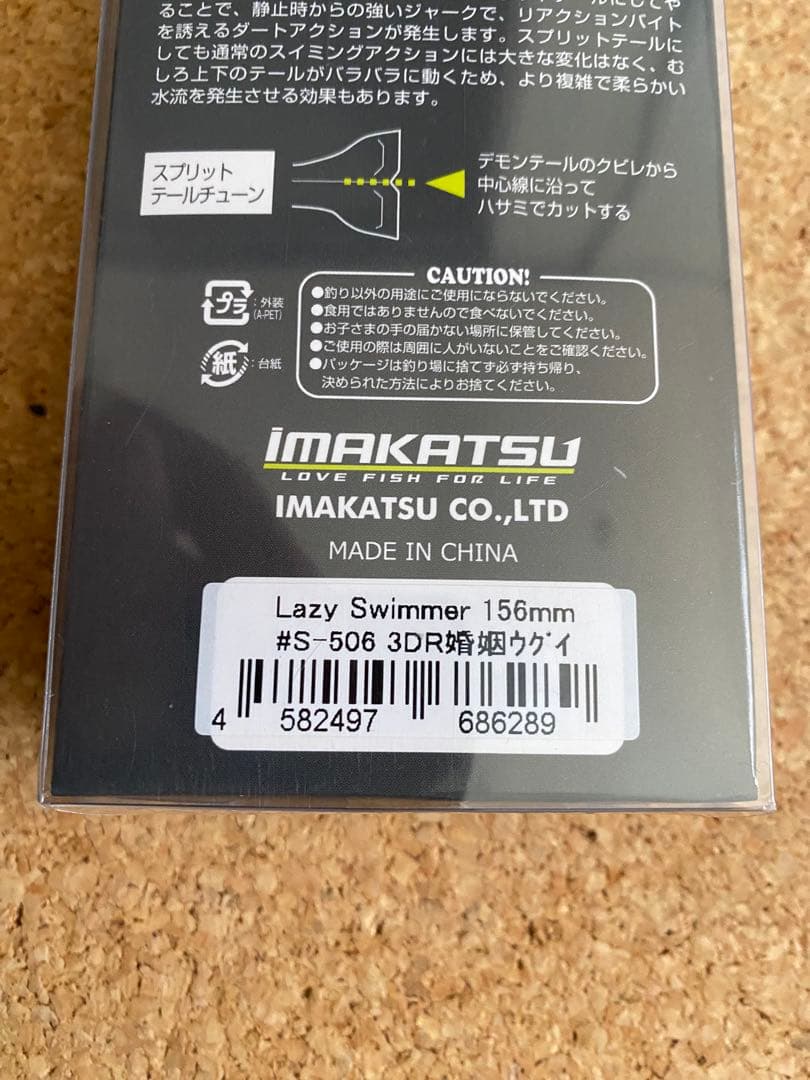 ることで、静止時からの強いジャークで、リアクションバイト
を誘えるダートアクションが発生します。スプリットテールに
しても通常のスイミングアクションには大きな変化はなく、む
しろ上下のテールがバラバラに動くため、より複雑で柔らかい
水流を発生させる効果もあります。
スプリット
テールチューン
デモンテールのクビレから
中心線に沿って
ハサミでカットする
プラ :外装
(A-PET)
紙 :台紙
CAUTION!
●釣り以外の用途にご使用にならないでください。
●食用ではありませんので食べないでください。
●お子さまの手の届かない場所に保管してください。
●ご使用の際は周囲に人がいないことをご確認ください。
●パッケージは釣り場に捨てず必ず持ち帰り、
決められた方法によりお捨てください。
iMAKATSU
LOVE FISH FOR LIFE
IMAKATSU CO.,LTD
MADE IN CHINA
Lazy Swimmer 156mm
#S-506 3DR婚姻ウグイ
4 582497 686289